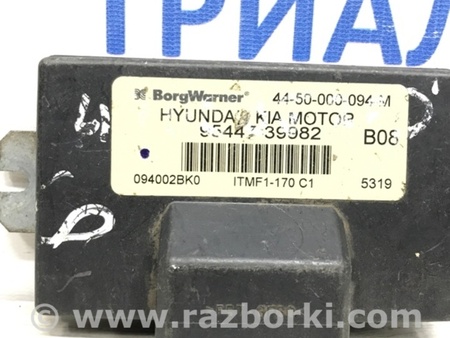 ТРИАЛ
BorgWarner 44-50-000-094 M
HYUNDAI KIA MOTOR
95447-39982 B08
094002BK0 ITMF1-170 C1 5319
www.razborki.com